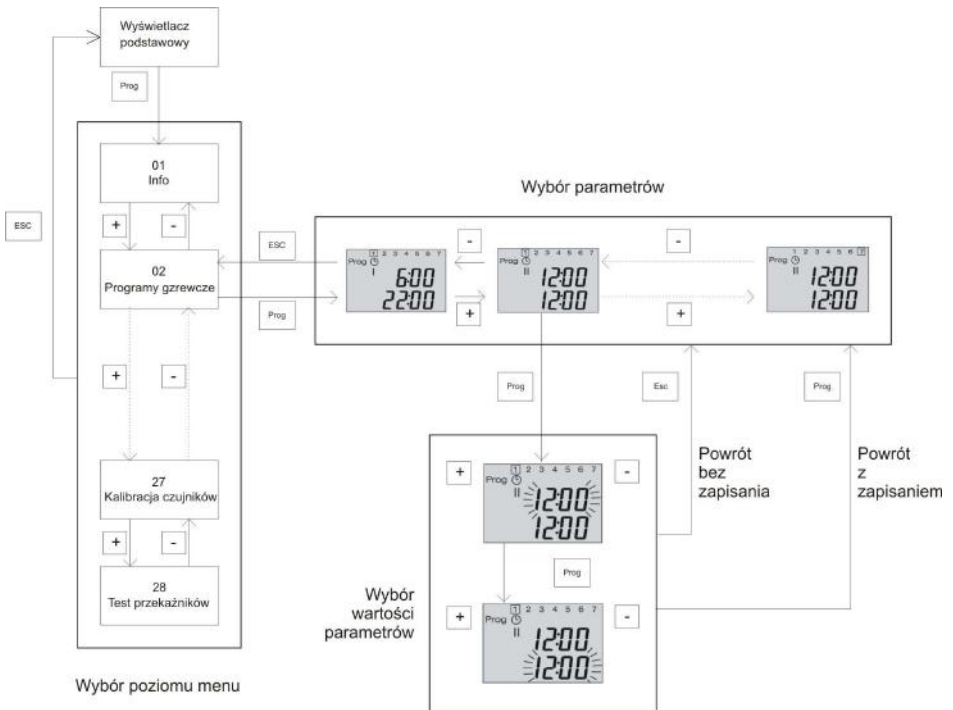 Wyświetlacz
podstawowy
Prog
01
Info
ESC
+
-
02
Programy gzrewcze
ESC
Prog
+
-
27
Kalibracja czujników
+
-
28
Test przekaźników
Wybór poziomu menu
Wybór parametrów
1 2 3 4 5 6 7
Prog
I
6:00
22:00
-
+
1 2 3 4 5 6 7
Prog
II
12:00
12:00
-
+
1 2 3 4 5 6 7
Prog
II
12:00
12:00
Prog
Esc
Prog.
Powrót
bez
zapisania
Powrót
z
zapisaniem
+
1 2 3 4 5 6 7
Prog
II
12:00
12:00
-
Prog
Wybór
wartości
parametrów
+
1 2 3 4 5 6 7
Prog
II
12:00
12:00
-